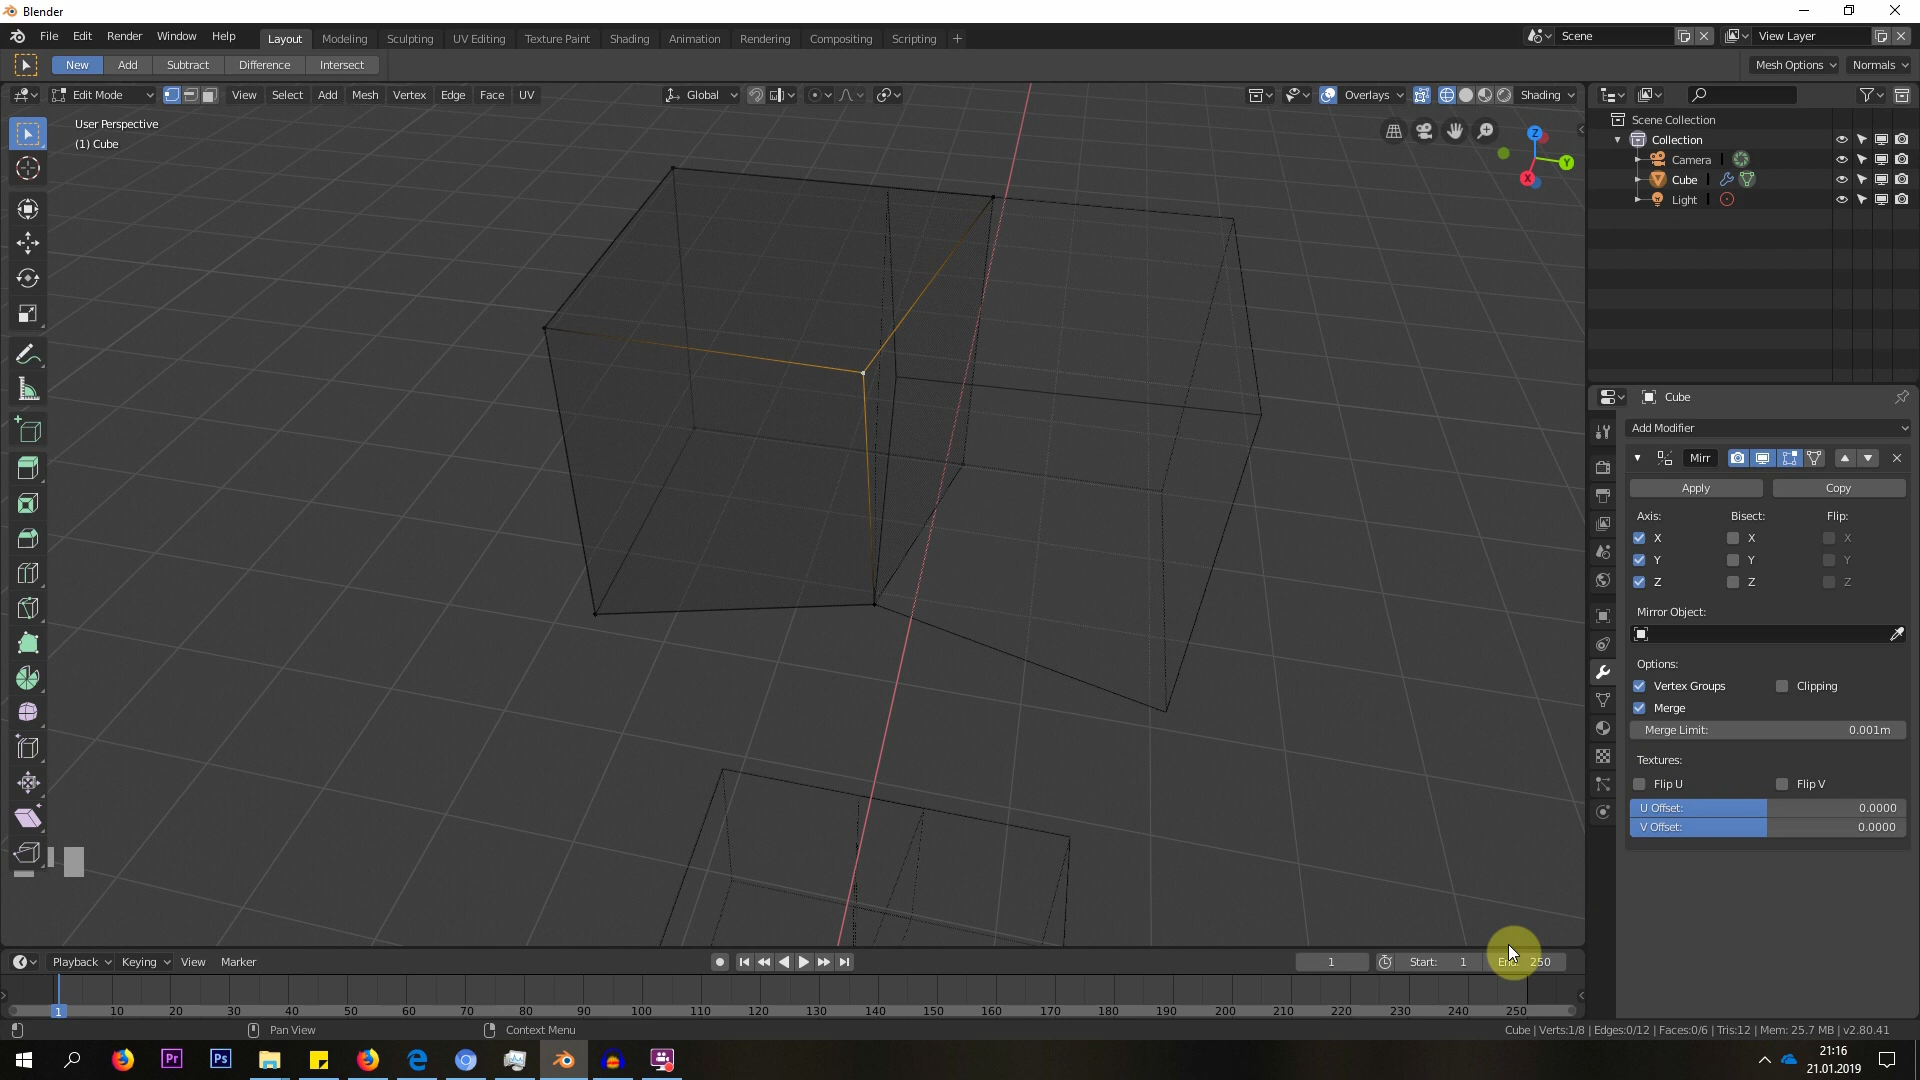 Blender
File Edit Render Window Help Layout Modeling Sculpting UV Editing Texture Paint Shading Animation Rendering Compositing Scripting + Scene View Layer
New Add Subtract Difference Intersect Mesh Options Normals
Edit Mode View Select Add Mesh Vertex Edge Face UV Global Overlays Shading
User Perspective
(1) Cube
Z
Y
X
Scene Collection
Collection
Camera
Cube
Light
Cube
Add Modifier
Mirr
Apply Copy
Axis: Bisect: Flip:
X X X
Y Y Y
Z Z Z
Mirror Object:
Options:
Vertex Groups Clipping
Merge
Merge Limit: 0.001m
Textures:
Flip U Flip V
U Offset: 0.0000
V Offset: 0.0000
Playback Keying View Marker 1 Start: 1 End: 250
1 10 20 30 40 50 60 70 80 90 100 110 120 130 140 150 160 170 180 190 200 210 220 230 240 250
Pan View Context Menu Cube | Verts:1/8 | Edges:0/12 | Faces:0/6 | Tris:12 | Mem: 25.7 MB | v2.80.41
Pr Ps
21:16
21.01.2019